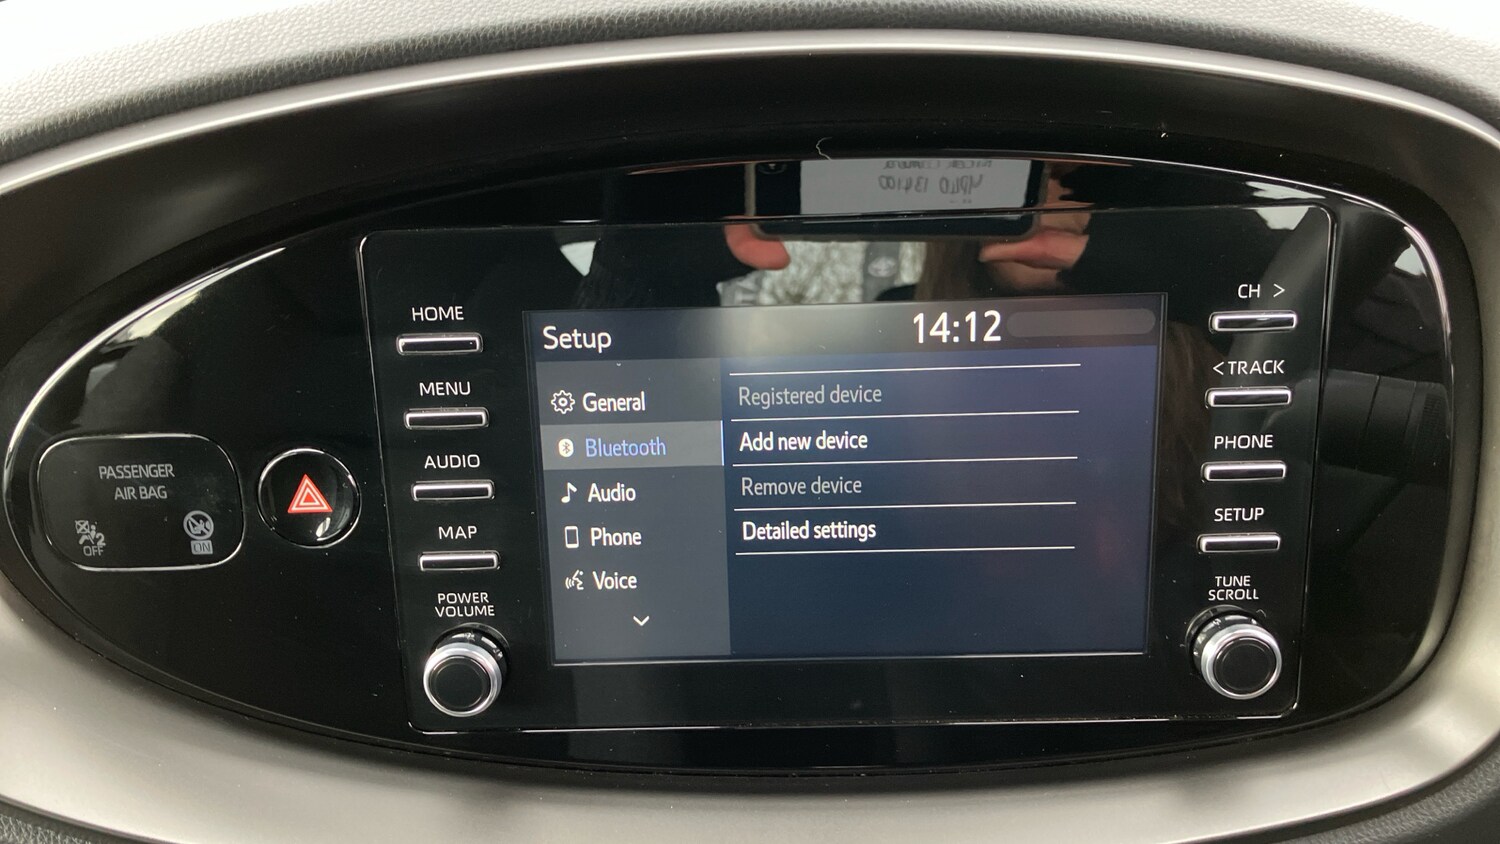 HOME
MENU
AUDIO
MAP
POWER
VOLUME
PASSENGER
AIR BAG
2
OFF
ON
Setup
14:12
General
Bluetooth
Audio
Phone
Voice
Registered device
Add new device
Remove device
Detailed settings
CH >
< TRACK
PHONE
SETUP
TUNE
SCROLL